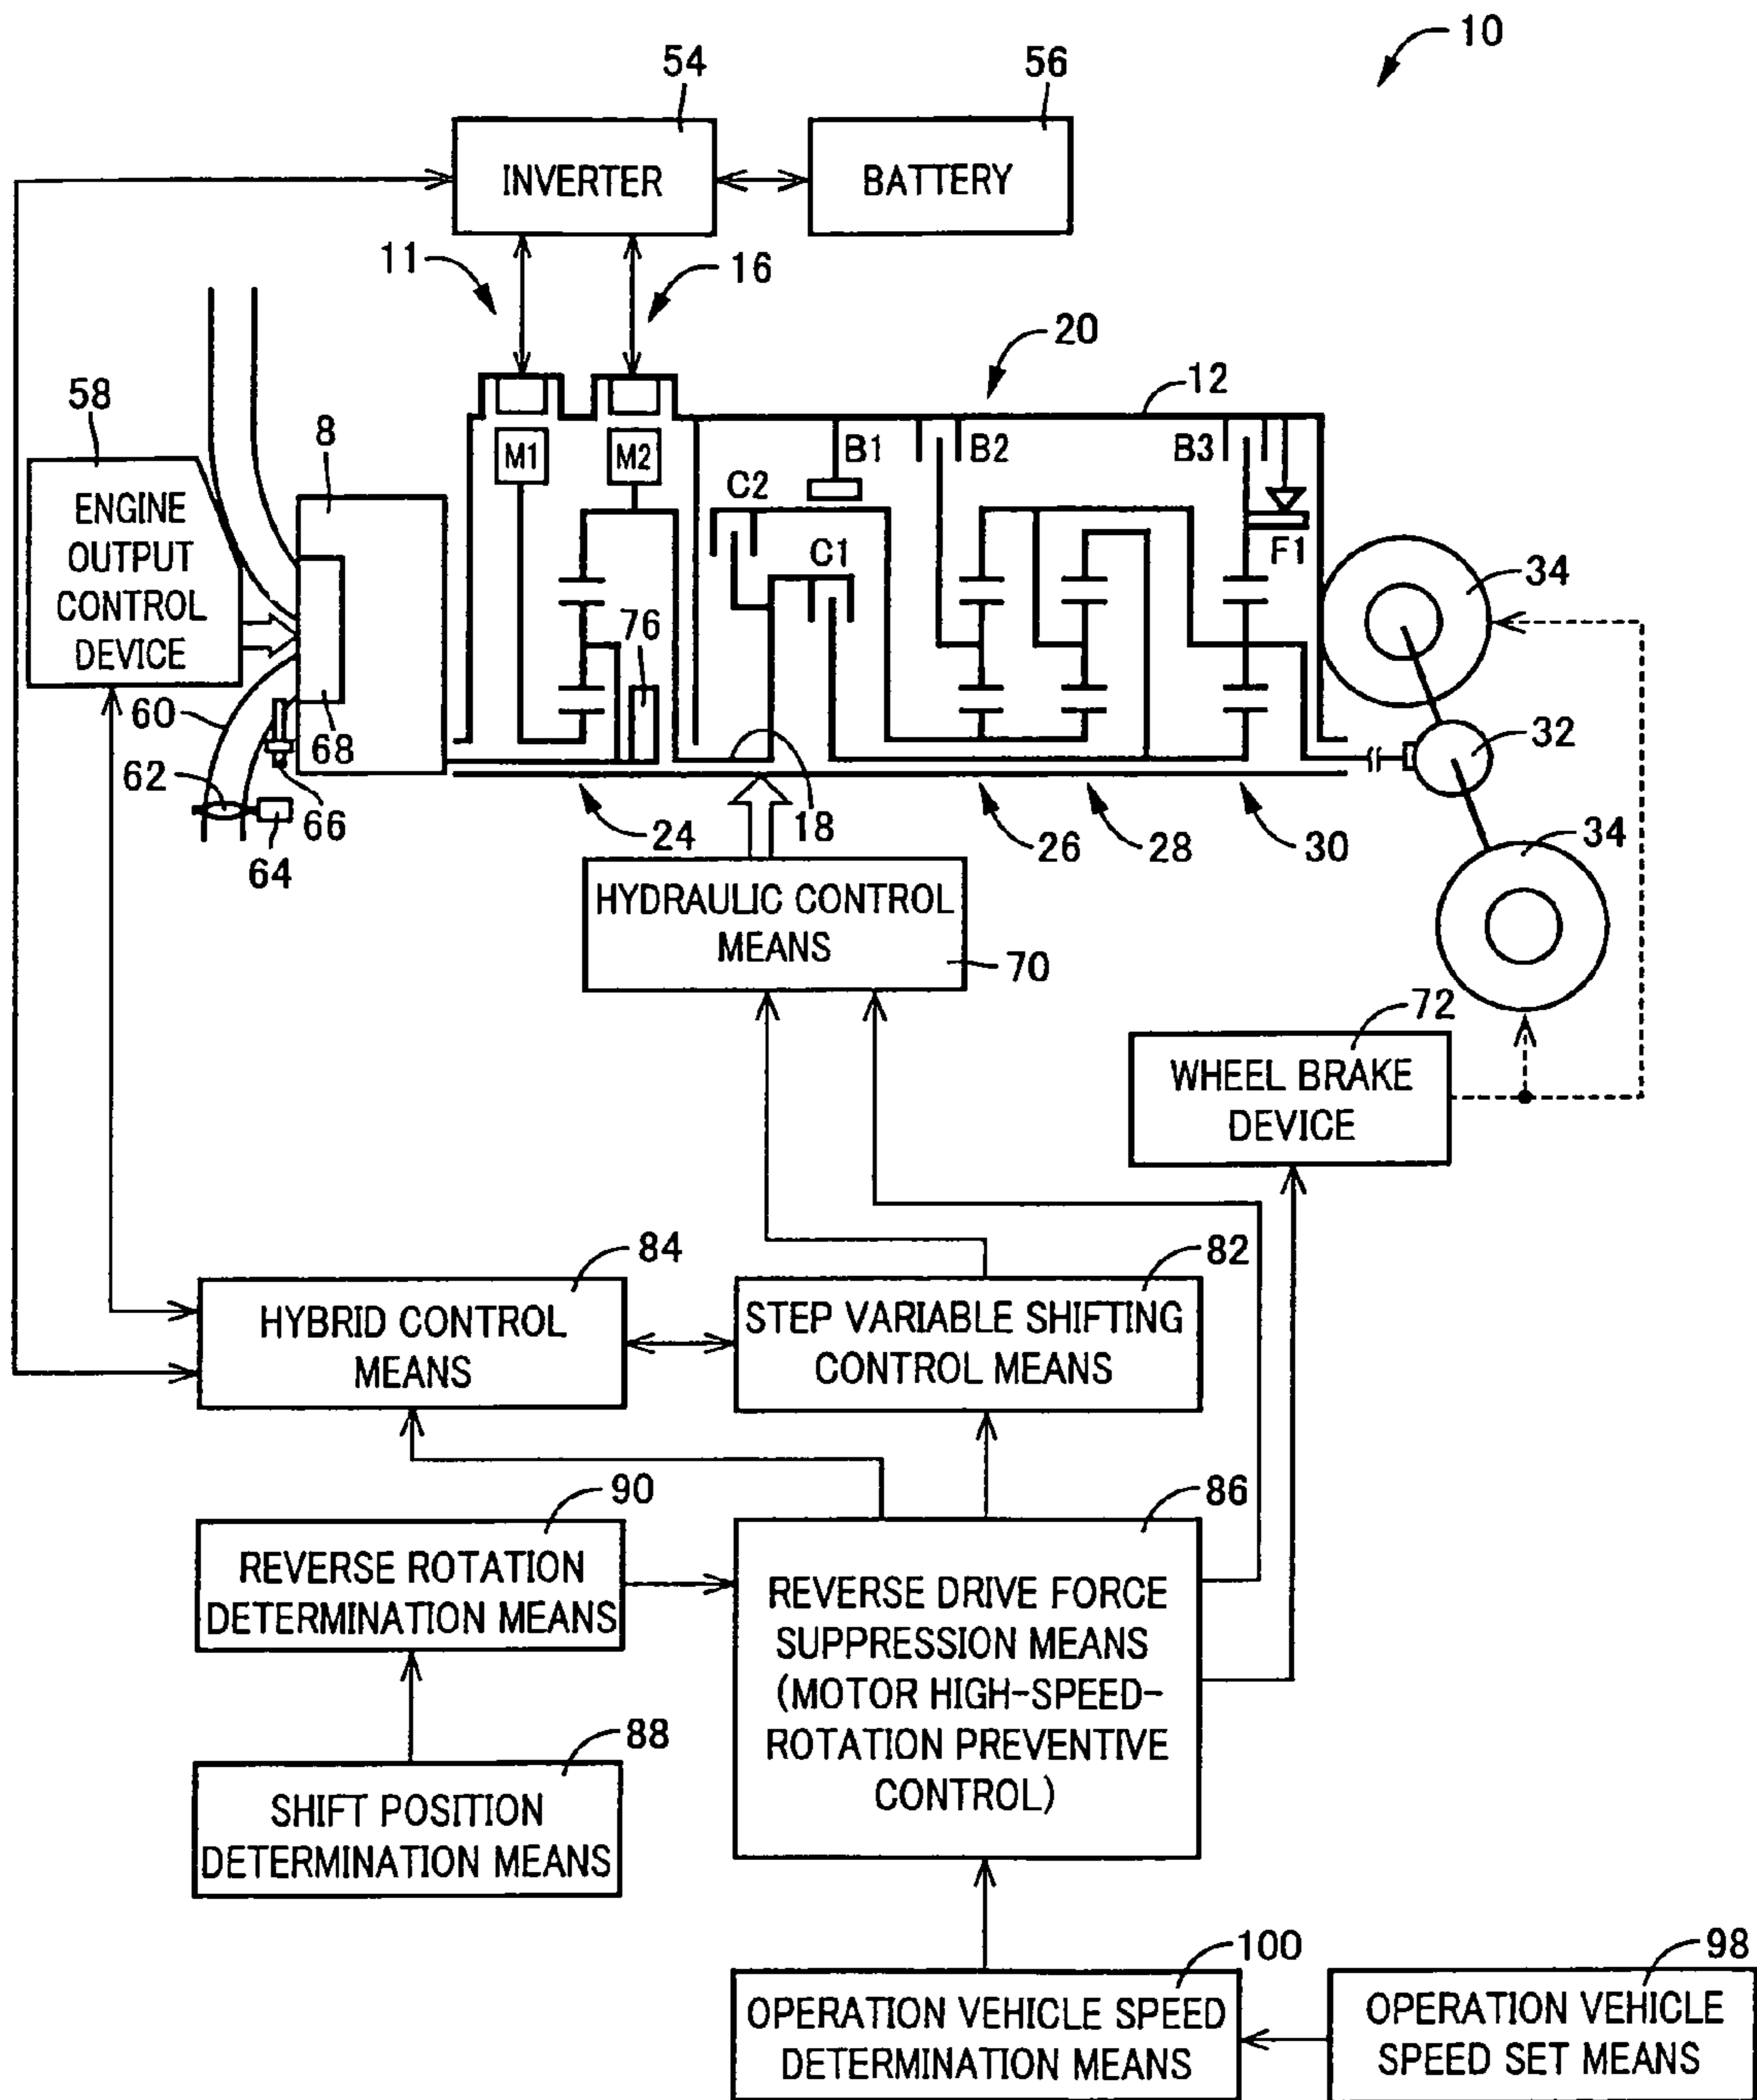 10
54
56
INVERTER
BATTERY
11
16
20
12
58
8
M1
M2
B1
B2
B3
C2
C1
F1
ENGINE
OUTPUT
CONTROL
DEVICE
76
34
60
68
32
62
66
64
24
18
26
28
30
34
HYDRAULIC CONTROL
MEANS
70
72
WHEEL BRAKE
DEVICE
84
82
HYBRID CONTROL
MEANS
STEP VARIABLE SHIFTING
CONTROL MEANS
90
86
REVERSE ROTATION
DETERMINATION MEANS
REVERSE DRIVE FORCE
SUPPRESSION MEANS
(MOTOR HIGH-SPEED-
ROTATION PREVENTIVE
CONTROL)
88
SHIFT POSITION
DETERMINATION MEANS
100
98
OPERATION VEHICLE SPEED
DETERMINATION MEANS
OPERATION VEHICLE
SPEED SET MEANS